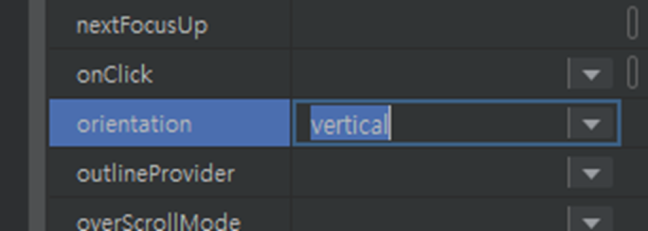 nextFocusUp
onClick
orientation vertical
outlineProvider
overScrollMode